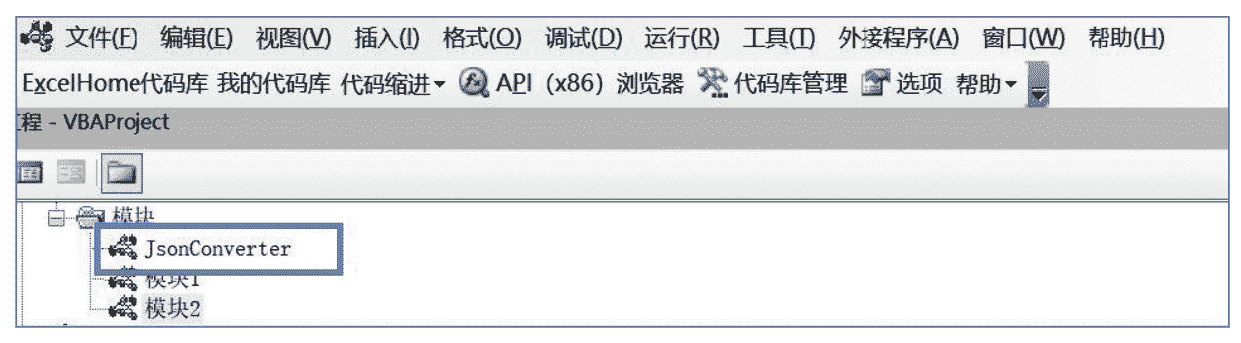 文件(F) 编辑(E) 视图(V) 插入(I) 格式(O) 调试(D) 运行(R) 工具(T) 外接程序(A) 窗口(W) 帮助(H)
ExcelHome代码库 我的代码库 代码缩进 API (x86) 浏览器 代码库管理 选项 帮助
程 - VBAProject
模块
JsonConverter
模块1
模块2